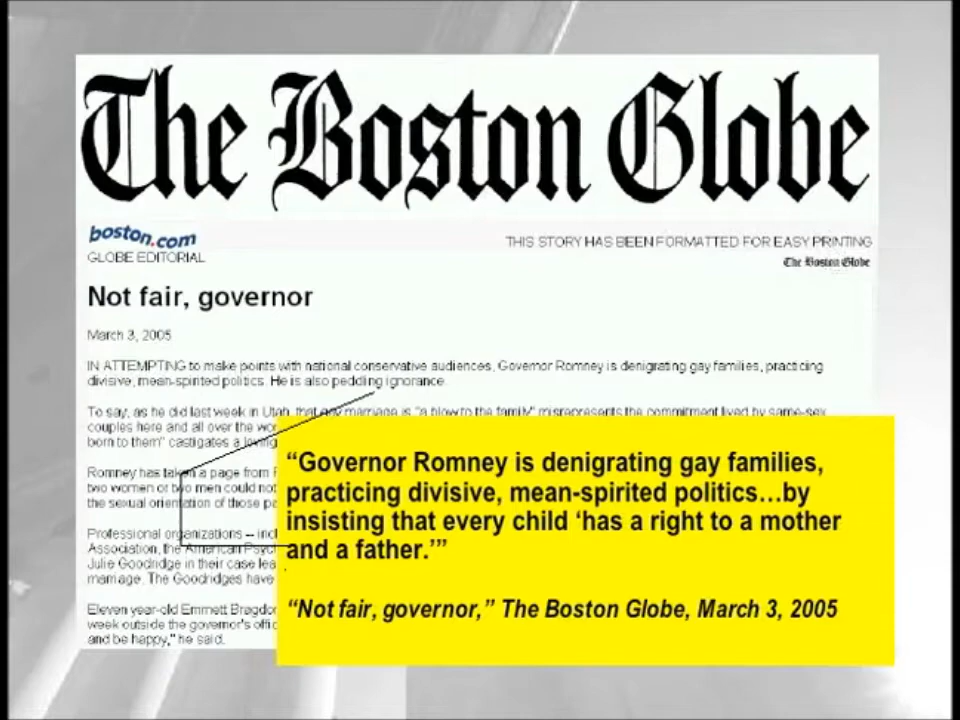 The Boston Globe
boston.com
THIS STORY HAS BEEN FORMATTED FOR EASY PRINTING
GLOBE EDITORIAL
The Boston Globe
Not fair, governor
March 3, 2005
IN ATTEMPTING to make points with national conservative audiences, Governor Romney is denigrating gay families, practicing
divisive, mean-spirited politics. He is also peddling ignorance.
To say, as he did last week in Utah, that gay marriage is "a blow to the family" misrepresents the commitment lived by same-sex
couples here and all over the
born to them" castigates a loving
Romney has taken a page from
two women or two men could not
the sexual orientation of those
Professional organizations -- 
Association, the American
Julie Goodridge in their case
marriage. The Goodridges have
Eleven year-old Emmett
week outside the governor's
and be happy," he said.
“Governor Romney is denigrating gay families,
practicing divisive, mean-spirited politics…by
insisting that every child ‘has a right to a mother
and a father.’”
“Not fair, governor,” The Boston Globe, March 3, 2005